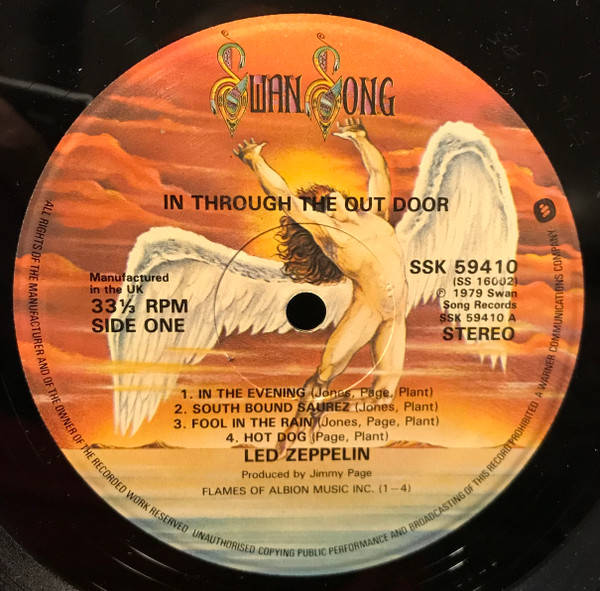 SWAN SONG
IN THROUGH THE OUT DOOR
Manufactured
in the UK
33⅓ RPM
SIDE ONE
SSK 59410
(SS 16002)
℗ 1979 Swan
Song Records
SSK 59410 A
STEREO
1. IN THE EVENING (Jones, Page, Plant)
2. SOUTH BOUND SAUREZ (Jones, Plant)
3. FOOL IN THE RAIN (Jones, Page, Plant)
4. HOT DOG (Page, Plant)
LED ZEPPELIN
Produced by Jimmy Page
FLAMES OF ALBION MUSIC INC. (1–4)
ALL RIGHTS OF THE MANUFACTURER AND OF THE OWNER OF THE RECORDED WORK RESERVED. UNAUTHORISED COPYING PUBLIC PERFORMANCE AND BROADCASTING OF THIS RECORD PROHIBITED. A WARNER COMMUNICATIONS COMPANY